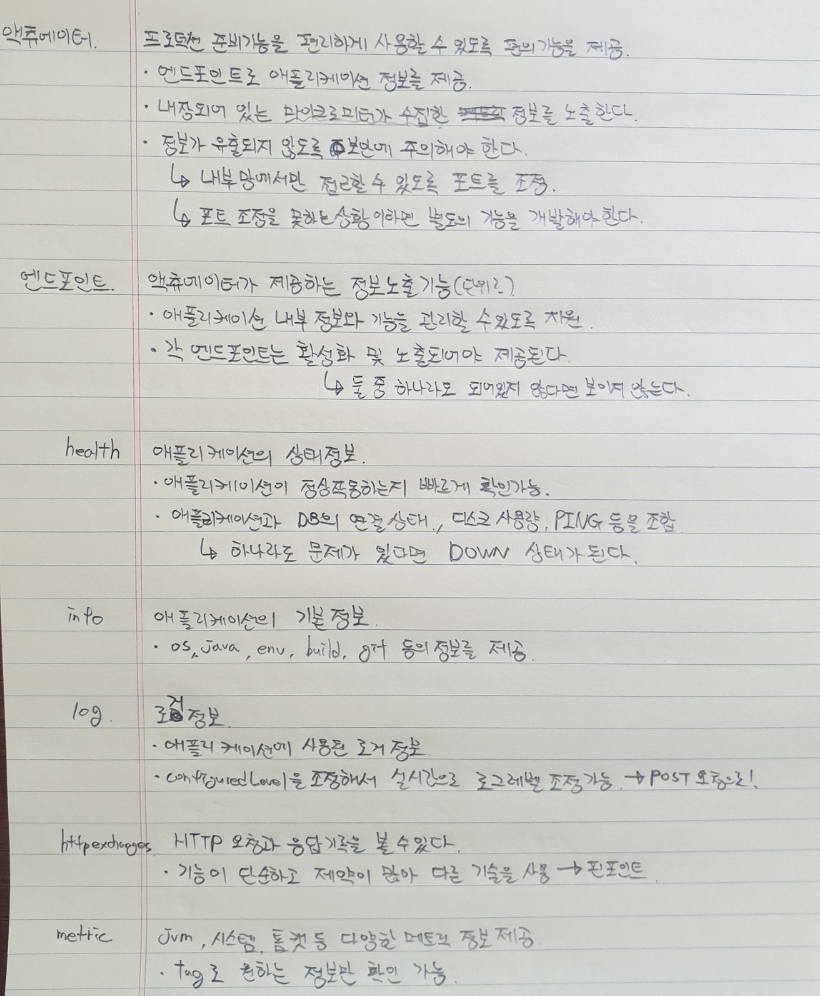 액츄에이터. 프로덕션 준비기능을 편리하게 사용할 수 있도록 편의기능을 제공.
· 엔드포인트로 애플리케이션 정보를 제공.
· 내장되어 있는 마이크로미터가 수집한 정보를 노출한다.
· 정보가 유출되지 않도록 보안에 주의해야 한다.
↳ 내부망에서만 접근할 수 있도록 포트를 조정.
↳ 포트 조정을 못하는 상황이라면 별도의 기능을 개발해야 한다.
엔드포인트. 액츄에이터가 제공하는 정보노출기능(단위?)
· 애플리케이션 내부 정보와 기능을 관리할 수 있도록 지원.
· 각 엔드포인트는 활성화 및 노출되어야 제공된다.
↳ 둘 중 하나라도 되어있지 않다면 보이지 않는다.
health 애플리케이션의 상태정보.
· 애플리케이션이 정상작동하는지 빠르게 확인가능.
· 애플리케이션과 DB의 연결상태, 디스크 사용량, PING 등을 조합
↳ 하나라도 문제가 있다면 DOWN 상태가 된다.
info 애플리케이션의 기본정보.
· os, java, env, build, git 등의 정보를 제공.
log. 로거 정보.
· 애플리케이션에 사용된 로거 정보
· configuredLevel을 조정해서 실시간으로 로그레벨 조정가능. → POST 요청으로!
httpexchanges HTTP 요청과 응답기록을 볼 수 있다.
· 기능이 단순하고 제약이 많아 다른 기술을 사용 → 핀포인트
metric jvm, 시스템, 톰캣 등 다양한 메트릭 정보 제공.
· tag로 원하는 정보만 확인 가능.